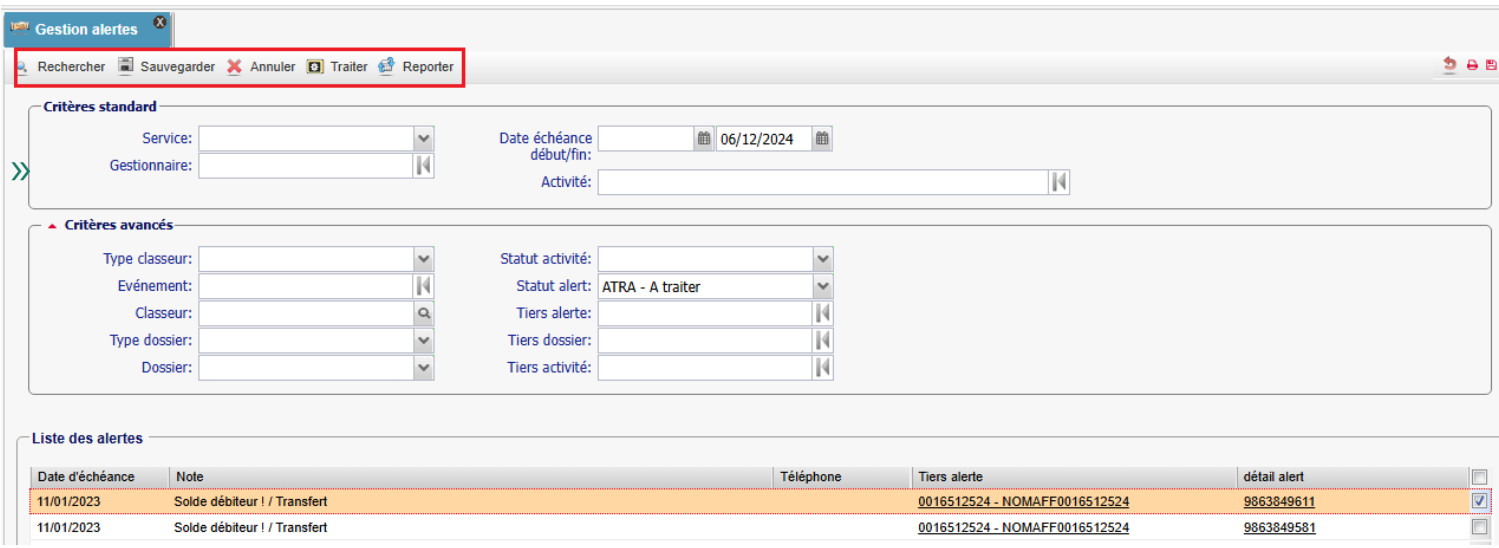 Gestion alertes
Rechercher Sauvegarder Annuler Traiter Reporter
Critères standard
Service:
Date échéance début/fin: 06/12/2024
Gestionnaire:
Activité:
Critères avancés
Type classeur: Statut activité:
Evénement: Statut alert: ATRA - A traiter
Classeur: Tiers alerte:
Type dossier: Tiers dossier:
Dossier: Tiers activité:
Liste des alertes
Date d'échéance Note Téléphone Tiers alerte détail alert
11/01/2023 Solde débiteur ! / Transfert 0016512524 - NOMAFF0016512524 9863849611
11/01/2023 Solde débiteur ! / Transfert 0016512524 - NOMAFF0016512524 9863849581